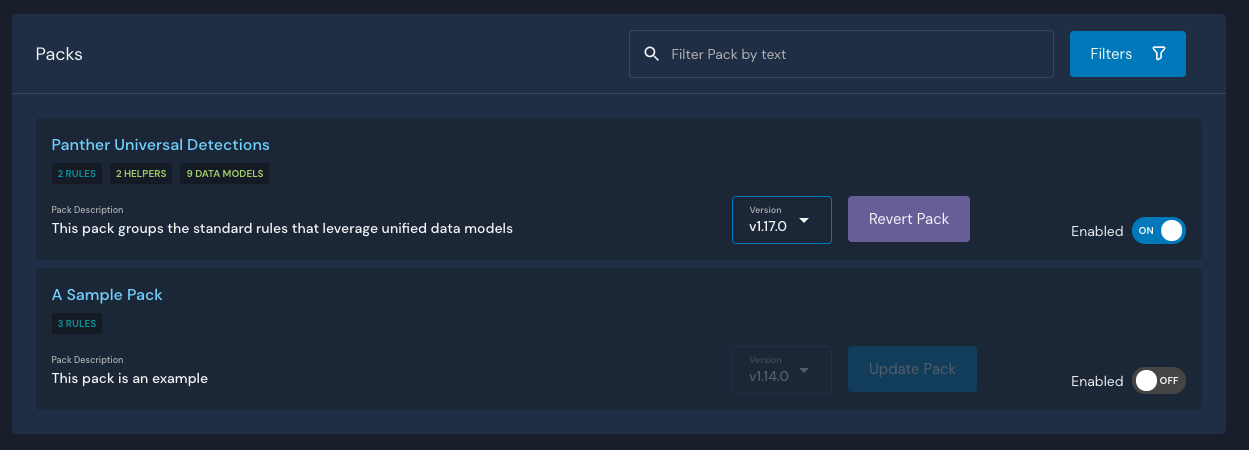 Packs
Filter Pack by text
Filters
Panther Universal Detections
2 RULES 2 HELPERS 9 DATA MODELS
Pack Description
This pack groups the standard rules that leverage unified data models
Version
v1.17.0
Revert Pack
Enabled ON
A Sample Pack
3 RULES
Pack Description
This pack is an example
Version
v1.14.0
Update Pack
Enabled OFF